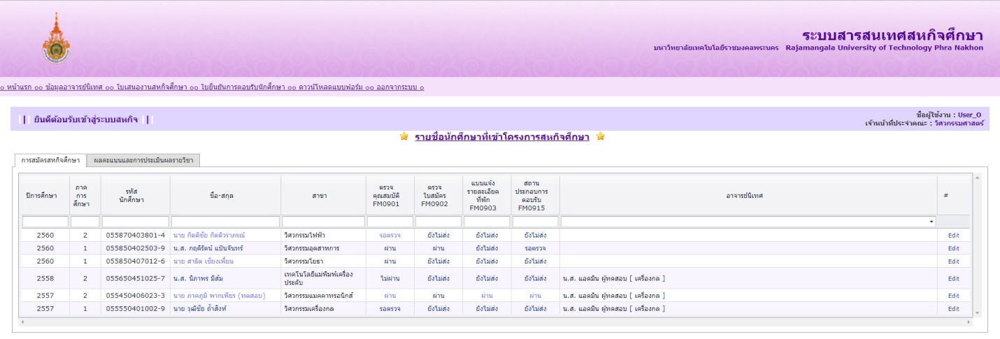 ระบบสารสนเทศสหกิจศึกษา
มหาวิทยาลัยเทคโนโลยีราชมงคลพระนคร Rajamangala University of Technology Phra Nakhon
๐ หน้าแรก ๐๐ ข้อมูลอาจารย์นิเทศ ๐๐ ใบเสนองานสหกิจศึกษา ๐๐ ใบยืนยันการตอบรับนักศึกษา ๐๐ ดาวน์โหลดแบบฟอร์ม ๐๐ ออกจากระบบ ๐
|| ยินดีต้อนรับเข้าสู่ระบบสหกิจ ||
ชื่อผู้ใช้งาน : User_O
เจ้าหน้าที่ประจำคณะ : วิศวกรรมศาสตร์
รายชื่อนักศึกษาที่เข้าโครงการสหกิจศึกษา
การสมัครสหกิจศึกษา ผลคะแนนและการประเมินผลรายวิชา
ปีการศึกษา ภาคการศึกษา รหัสนักศึกษา ชื่อ-สกุล สาขา ตรวจคุณสมบัติ FM0901 ตรวจใบสมัคร FM0902 แบบแจ้งรายละเอียดที่พัก FM0903 สถานประกอบการตอบรับ FM0915 อาจารย์นิเทศ #
2560 2 055870403801-4 นาย กิตติชัย กิตติวราภรณ์ วิศวกรรมไฟฟ้า รอตรวจ ยังไม่ส่ง ยังไม่ส่ง ยังไม่ส่ง Edit
2560 1 055850402503-9 น.ส. กฤติรัตน์ แป้นจันทร์ วิศวกรรมอุตสาหการ ผ่าน ผ่าน ยังไม่ส่ง รอตรวจ Edit
2560 1 055850407012-6 นาย สาธิต เชียงเพี้ยน วิศวกรรมโยธา ผ่าน ยังไม่ส่ง ยังไม่ส่ง ยังไม่ส่ง Edit
2558 2 055650451025-7 น.ส. นิภาพร มีส้ม เทคโนโลยีแม่พิมพ์เครื่องประดับ ไม่ผ่าน ยังไม่ส่ง ยังไม่ส่ง ยังไม่ส่ง น.ส. แอดมิน ผู้ทดสอบ [ เครื่องกล ] Edit
2557 2 055450406023-3 นาย ภาคภูมิ พากเพียร (ทดสอบ) วิศวกรรมแมคคาทรอนิกส์ ผ่าน ผ่าน ผ่าน ผ่าน น.ส. แอดมิน ผู้ทดสอบ [ เครื่องกล ] Edit
2557 1 055550401002-9 นาย วุฒิชัย ถ้ำสิงห์ วิศวกรรมเครื่องกล รอตรวจ ยังไม่ส่ง ยังไม่ส่ง ยังไม่ส่ง น.ส. แอดมิน ผู้ทดสอบ [ เครื่องกล ] Edit